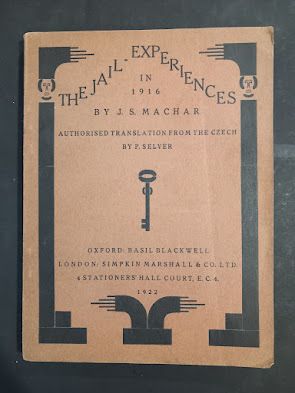 THE JAIL-EXPERIENCES
IN
1916
BY J. S. MACHAR
AUTHORISED TRANSLATION FROM THE CZECH
BY P. SELVER
OXFORD: BASIL BLACKWELL
LONDON: SIMPKIN MARSHALL & CO. LTD.
4 STATIONERS' HALL COURT, E.C.4.
1922